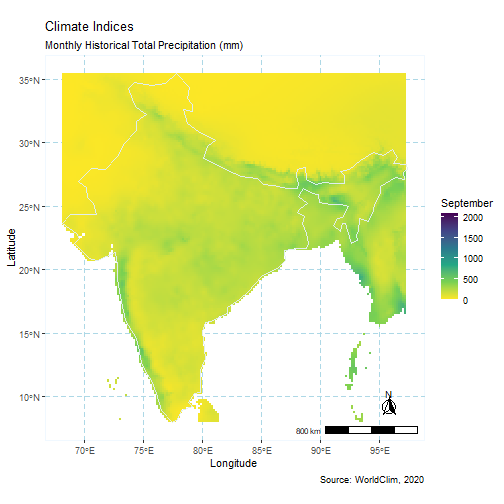 Climate Indices
Monthly Historical Total Precipitation (mm)
35°N
30°N
25°N
20°N
15°N
10°N
Latitude
70°E
75°E
80°E
85°E
90°E
95°E
Longitude
September
2000
1500
1000
500
0
N
800 km
Source: WorldClim, 2020